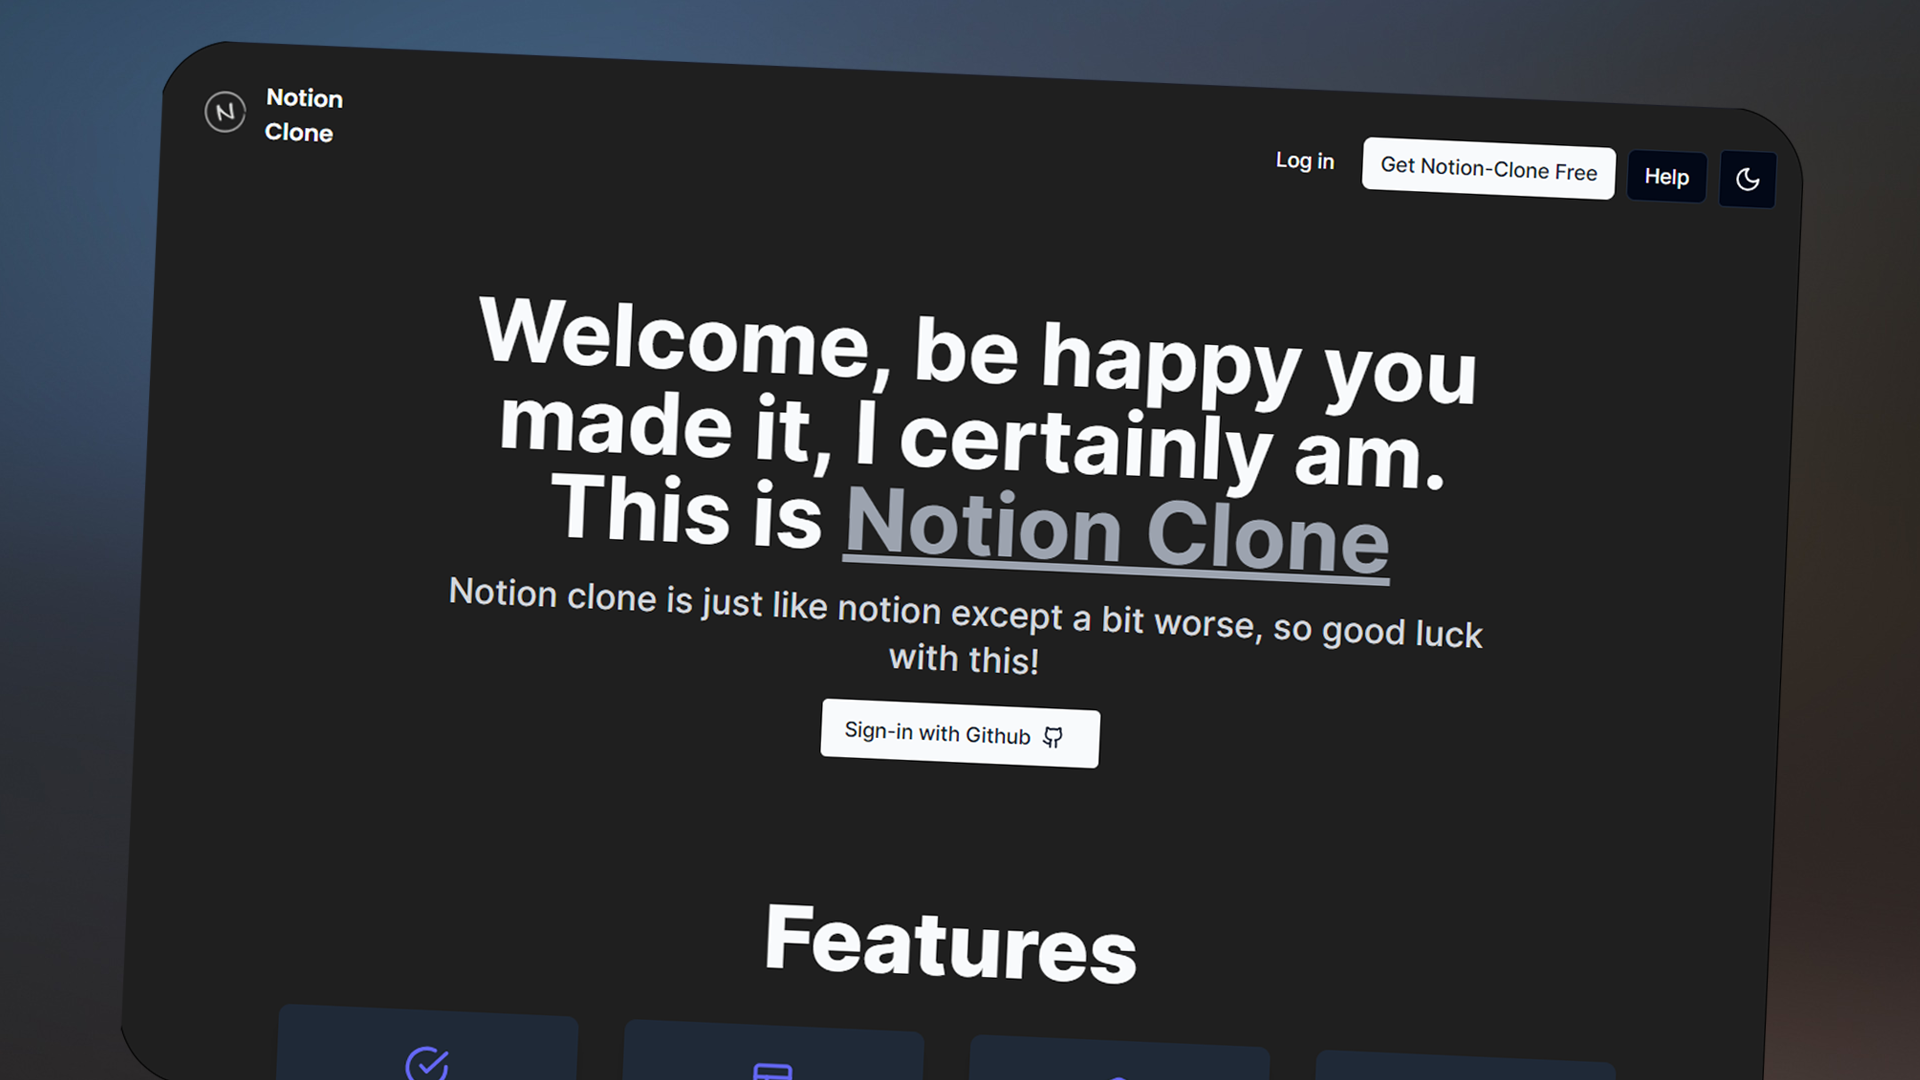 Notion
Clone
Log in
Get Notion-Clone Free
Help
Welcome, be happy you
made it, I certainly am.
This is Notion Clone
Notion clone is just like notion except a bit worse, so good luck
with this!
Sign-in with Github
Features